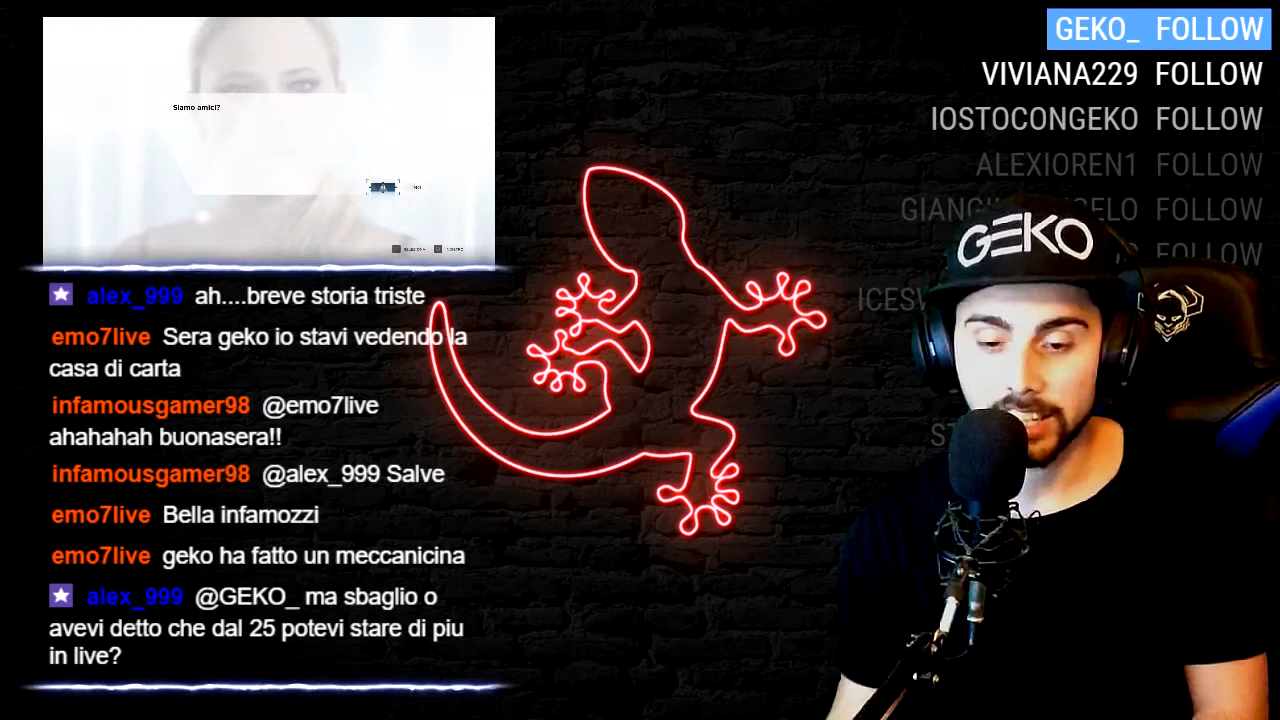 Siamo amici?
NO
alex_999 ah....breve storia triste
emo7live Sera geko io stavi vedendo la
casa di carta
infamousgamer98 @emo7live
ahahahah buonasera!!
infamousgamer98 @alex_999 Salve
emo7live Bella infamozzi
emo7live geko ha fatto un meccanicina
alex_999 @GEKO_ ma sbaglio o
avevi detto che dal 25 potevi stare di piu
in live?
GEKO_ FOLLOW
VIVIANA229 FOLLOW
IOSTOCONGEKO FOLLOW
ALEXIOREN1 FOLLOW
FOLLOW
FOLLOW
GEKO